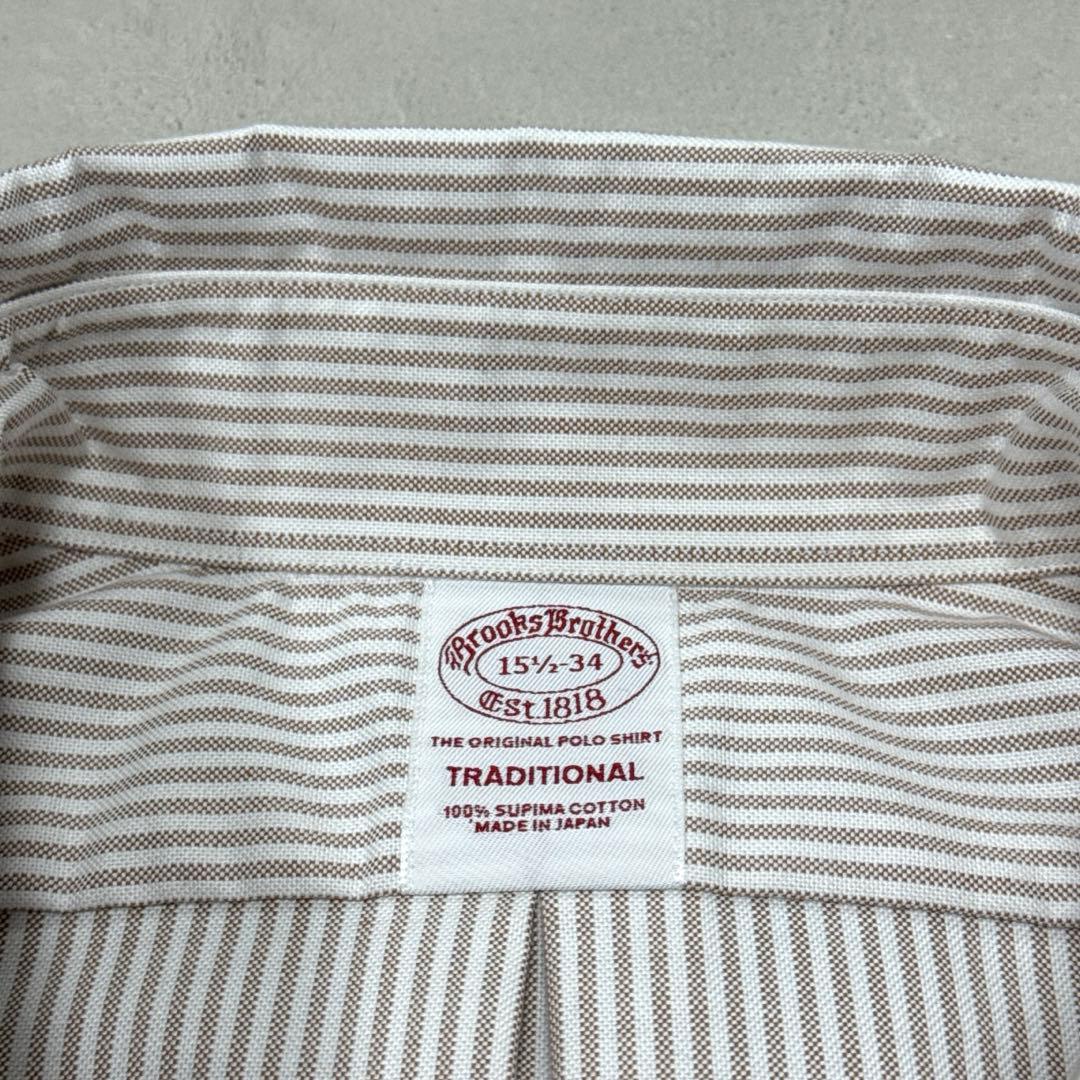 Brooks Brothers
15½-34
Est. 1818
THE ORIGINAL POLO SHIRT
TRADITIONAL
100% SUPIMA COTTON
MADE IN JAPAN